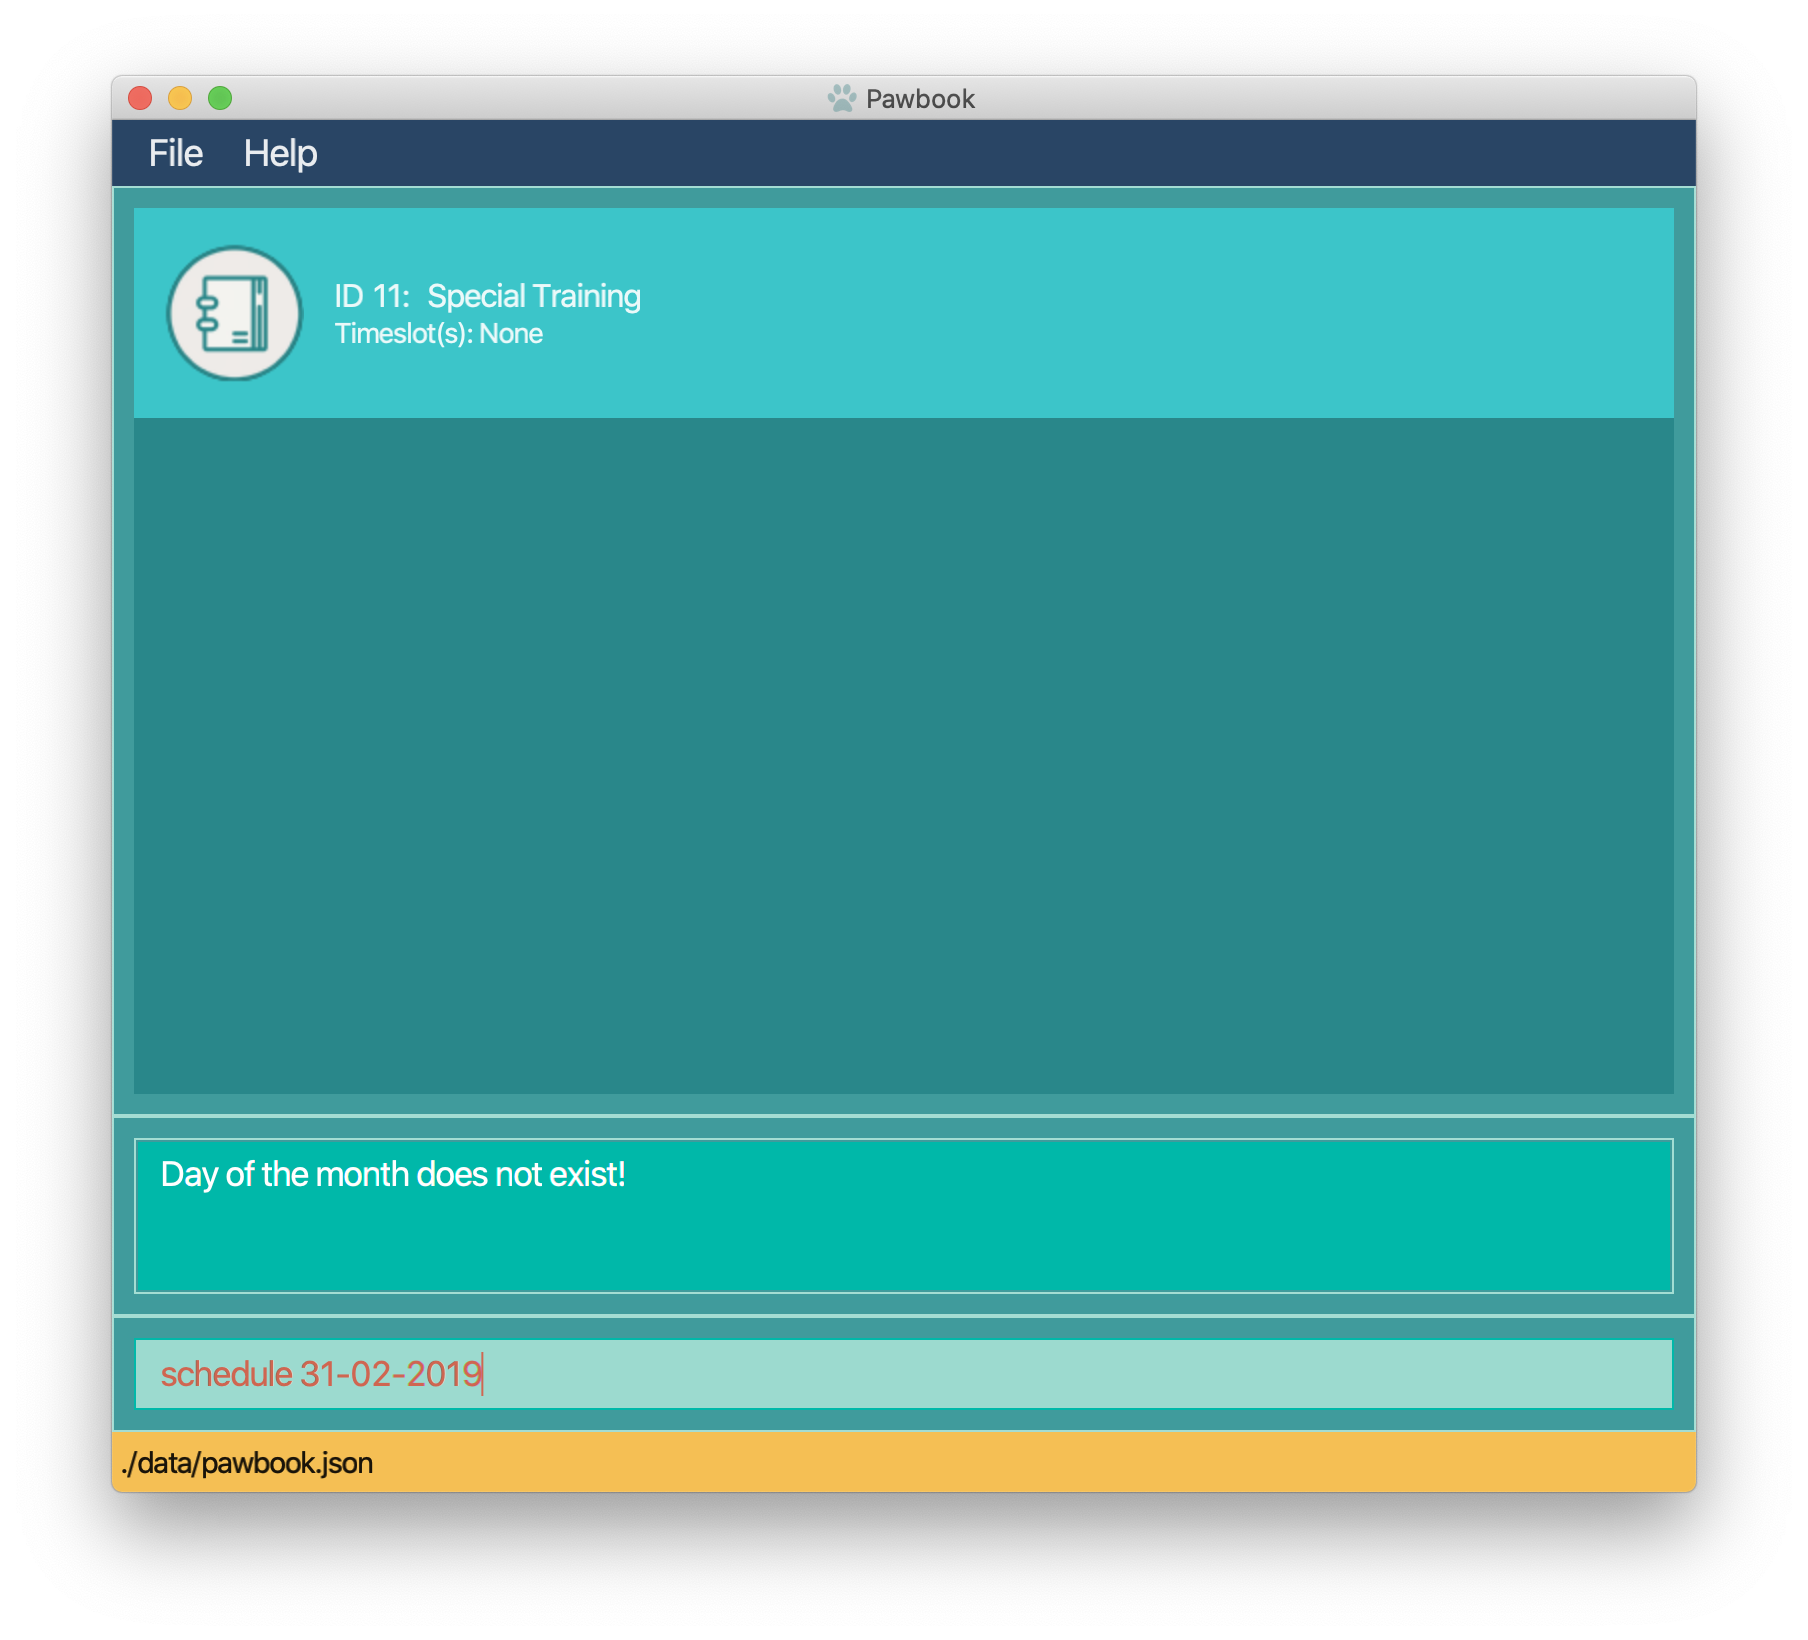 Pawbook
File Help
ID 11: Special Training
Timeslot(s): None
Day of the month does not exist!
schedule 31-02-2019
./data/pawbook.json